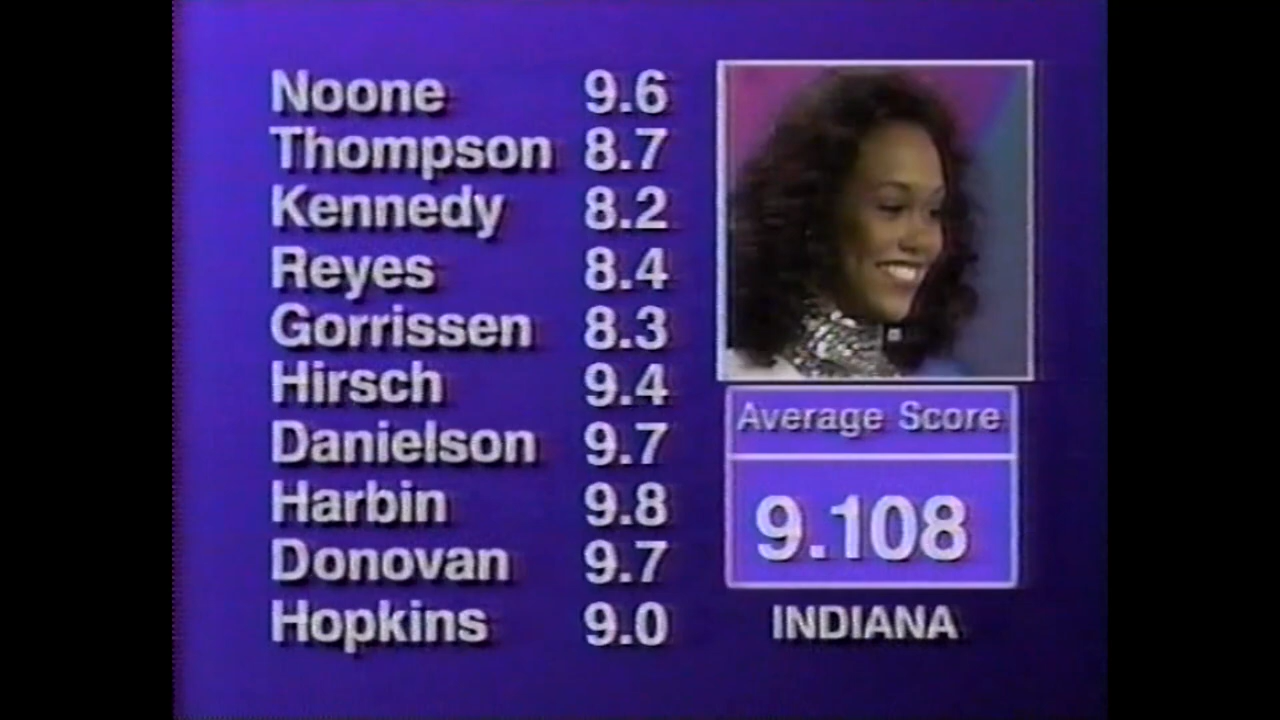 Noone 9.6
Thompson 8.7
Kennedy 8.2
Reyes 8.4
Gorrissen 8.3
Hirsch 9.4
Danielson 9.7
Harbin 9.8
Donovan 9.7
Hopkins 9.0
Average Score
9.108
INDIANA